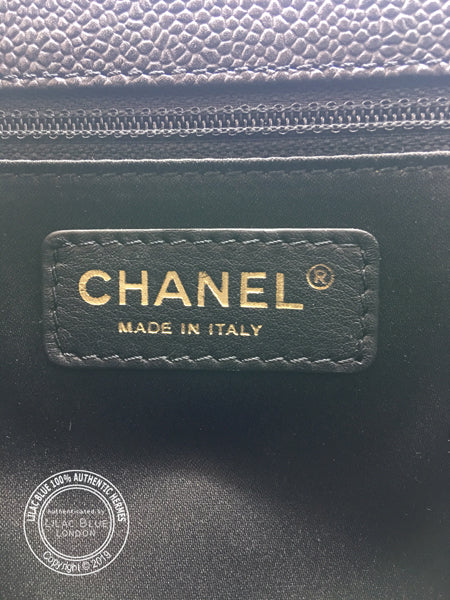 CHANEL®
MADE IN ITALY
LILAC BLUE 100% AUTHENTIC HERMES
Authenticated by
LILAC BLUE
LONDON
Copyright © 2019